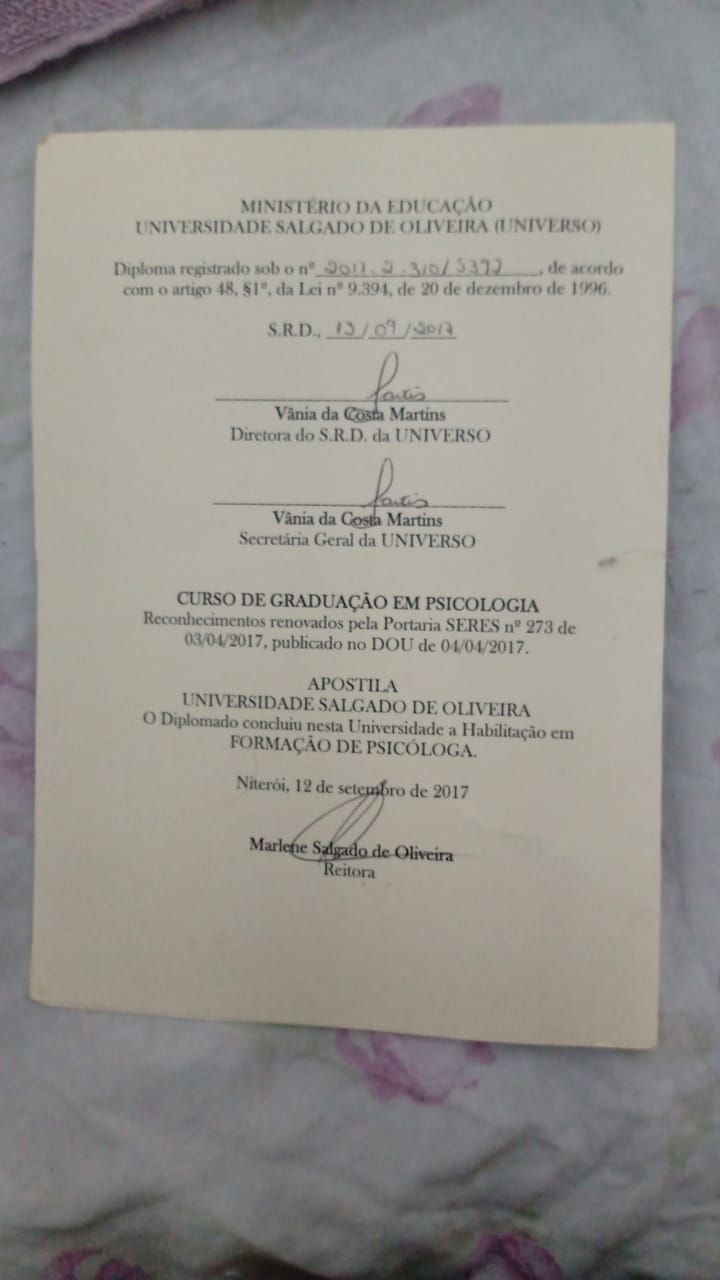 MINISTÉRIO DA EDUCAÇÃO
UNIVERSIDADE SALGADO DE OLIVEIRA (UNIVERSO)
Diploma registrado sob o nº 2017.2.310/5392, de acordo
com o artigo 48, §1º, da Lei nº 9.394, de 20 de dezembro de 1996.
S.R.D., 13/09/2017
Vânia da Costa Martins
Diretora do S.R.D. da UNIVERSO
Vânia da Costa Martins
Secretária Geral da UNIVERSO
CURSO DE GRADUAÇÃO EM PSICOLOGIA
Reconhecimentos renovados pela Portaria SERES nº 273 de
03/04/2017, publicado no DOU de 04/04/2017.
APOSTILA
UNIVERSIDADE SALGADO DE OLIVEIRA
O Diplomado concluiu nesta Universidade a Habilitação em
FORMAÇÃO DE PSICÓLOGA.
Niterói, 12 de setembro de 2017
Marlene Salgado de Oliveira
Reitora